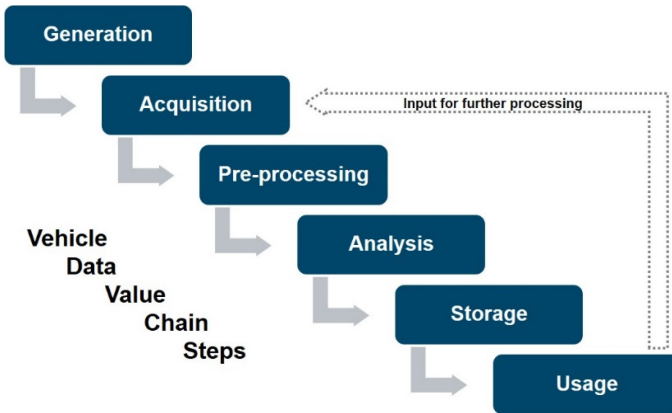 Generation
Acquisition
Input for further processing
Pre-processing
Analysis
Storage
Usage
Vehicle
Data
Value
Chain
Steps